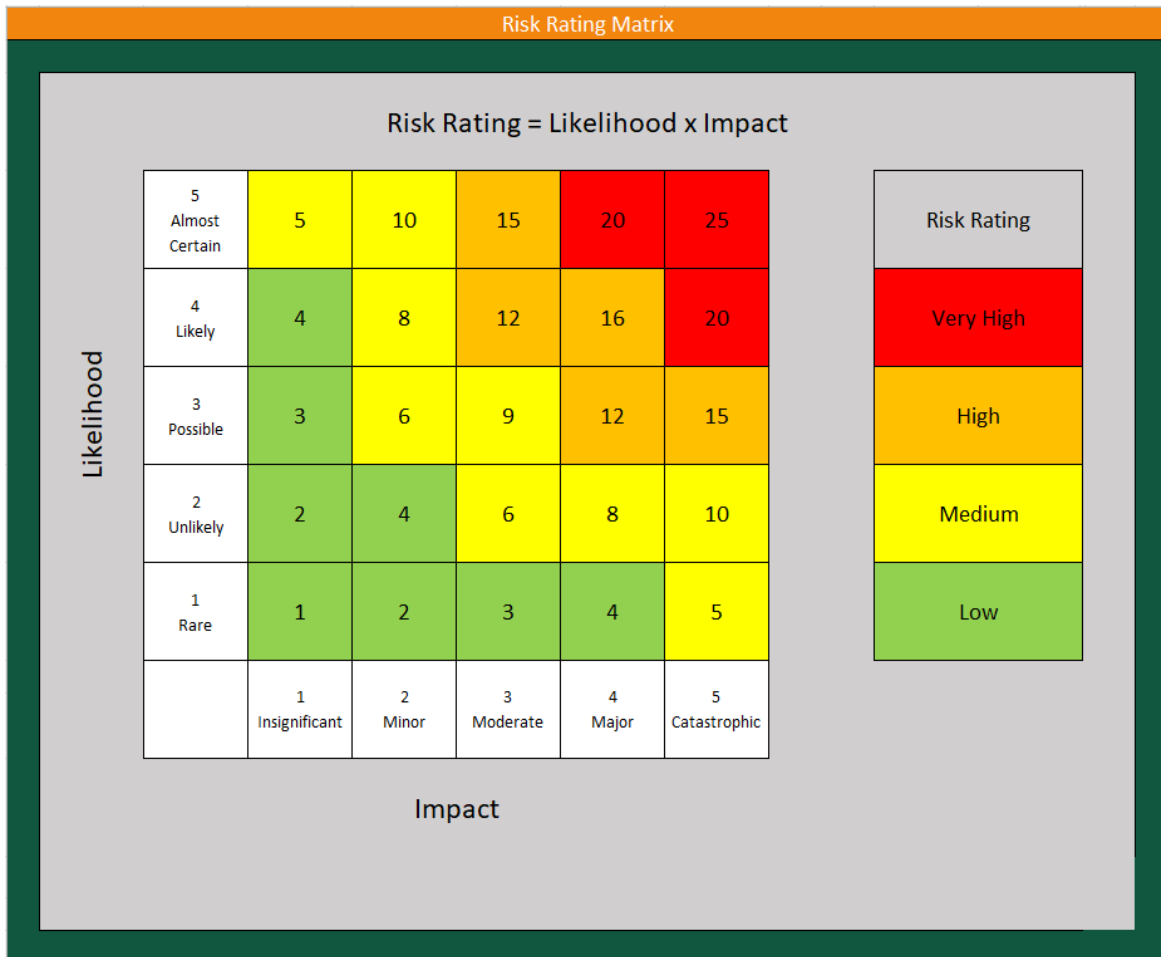 Risk Rating Matrix
Risk Rating = Likelihood x Impact
Likelihood
5
Almost
Certain
5
10
15
20
25
Risk Rating
4
Likely
4
8
12
16
20
Very High
3
Possible
3
6
9
12
15
High
2
Unlikely
2
4
6
8
10
Medium
1
Rare
1
2
3
4
5
Low
1
Insignificant
2
Minor
3
Moderate
4
Major
5
Catastrophic
Impact